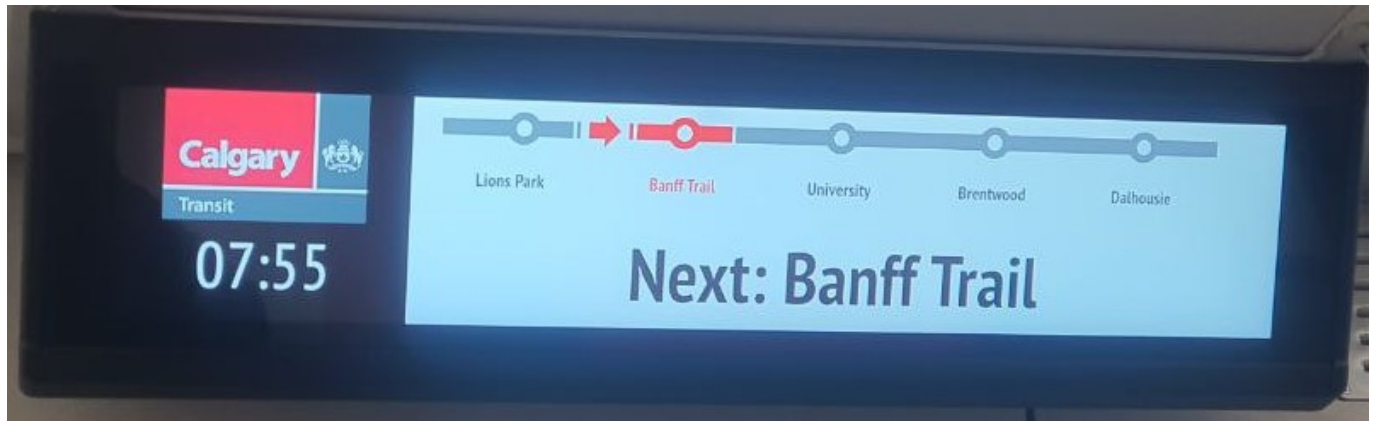 Calgary
Transit
07:55
Lions Park Banff Trail University Brentwood Dalhousie
Next: Banff Trail